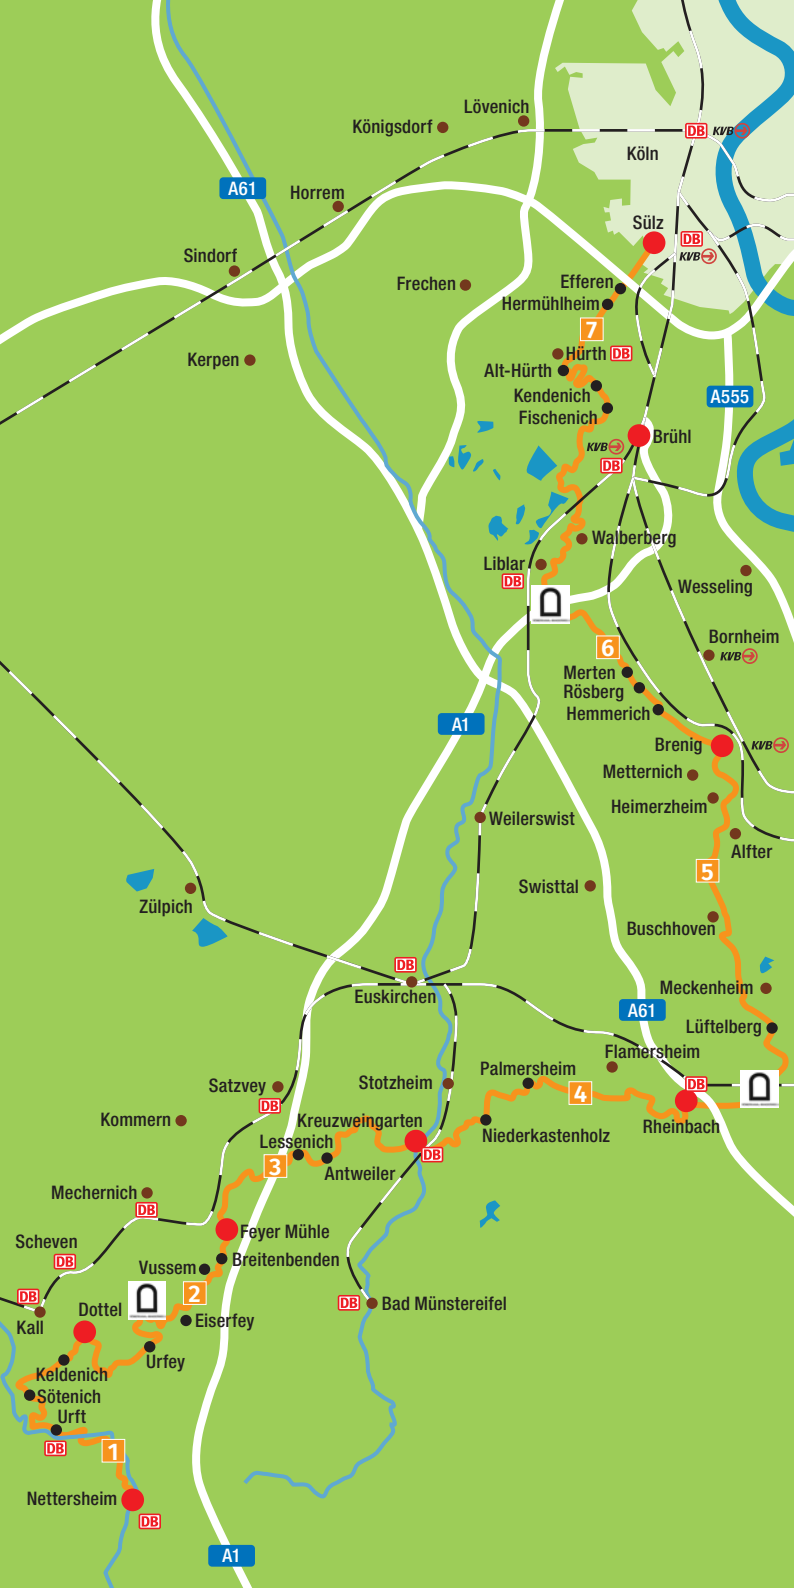 Lövenich
Königsdorf
DB KVB
Köln
A61
Horrem
Sülz
DB
KVB
Sindorf
Efferen
Frechen
Hermühlheim
7
Kerpen
Hürth DB
Alt-Hürth
Kendenich
A555
Fischenich
Brühl
KVB
DB
Walberberg
Liblar
DB
Wesseling
Bornheim
KVB
6
Merten
Rösberg
Hemmerich
A1
Brenig
KVB
Metternich
Heimerzheim
Weilerswist
Alfter
5
Swisttal
Zülpich
Buschhoven
DB
Meckenheim
Euskirchen
A61
Lüftelberg
Flamersheim
Palmersheim
Satzvey
Stotzheim
DB
4
DB
Kommern
Kreuzweingarten
Rheinbach
Lessenich
Niederkastenholz
DB
3
Antweiler
Mechernich
DB
Feyer Mühle
Scheven
DB
Breitenbenden
Vussem
DB
2
DB
Bad Münstereifel
Dottel
Kall
Eiserfey
Urfey
Keldenich
Sötenich
Urft
DB
1
Nettersheim
DB
A1